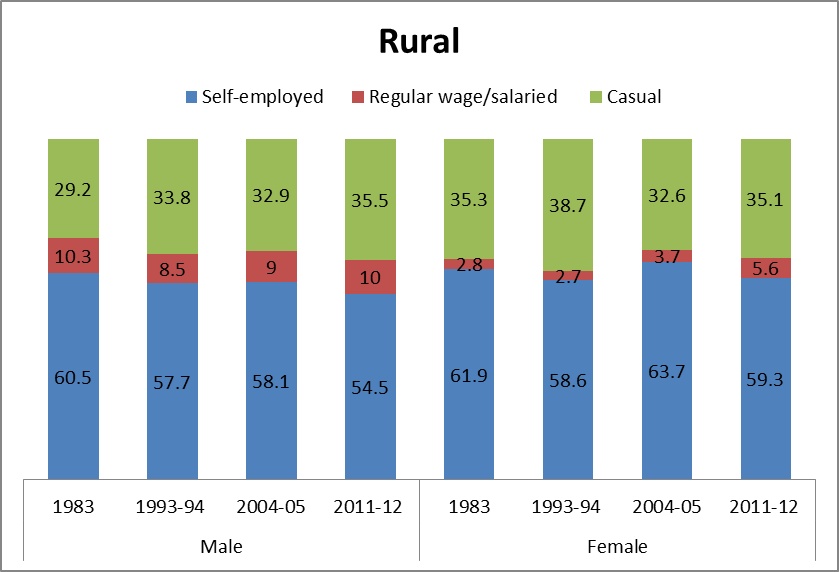 Rural
Self-employed Regular wage/salaried Casual
29.2 33.8 32.9 35.5 35.3 38.7 32.6 35.1
10.3 8.5 9 10 2.8 2.7 3.7 5.6
60.5 57.7 58.1 54.5 61.9 58.6 63.7 59.3
1983 1993-94 2004-05 2011-12 1983 1993-94 2004-05 2011-12
Male Female